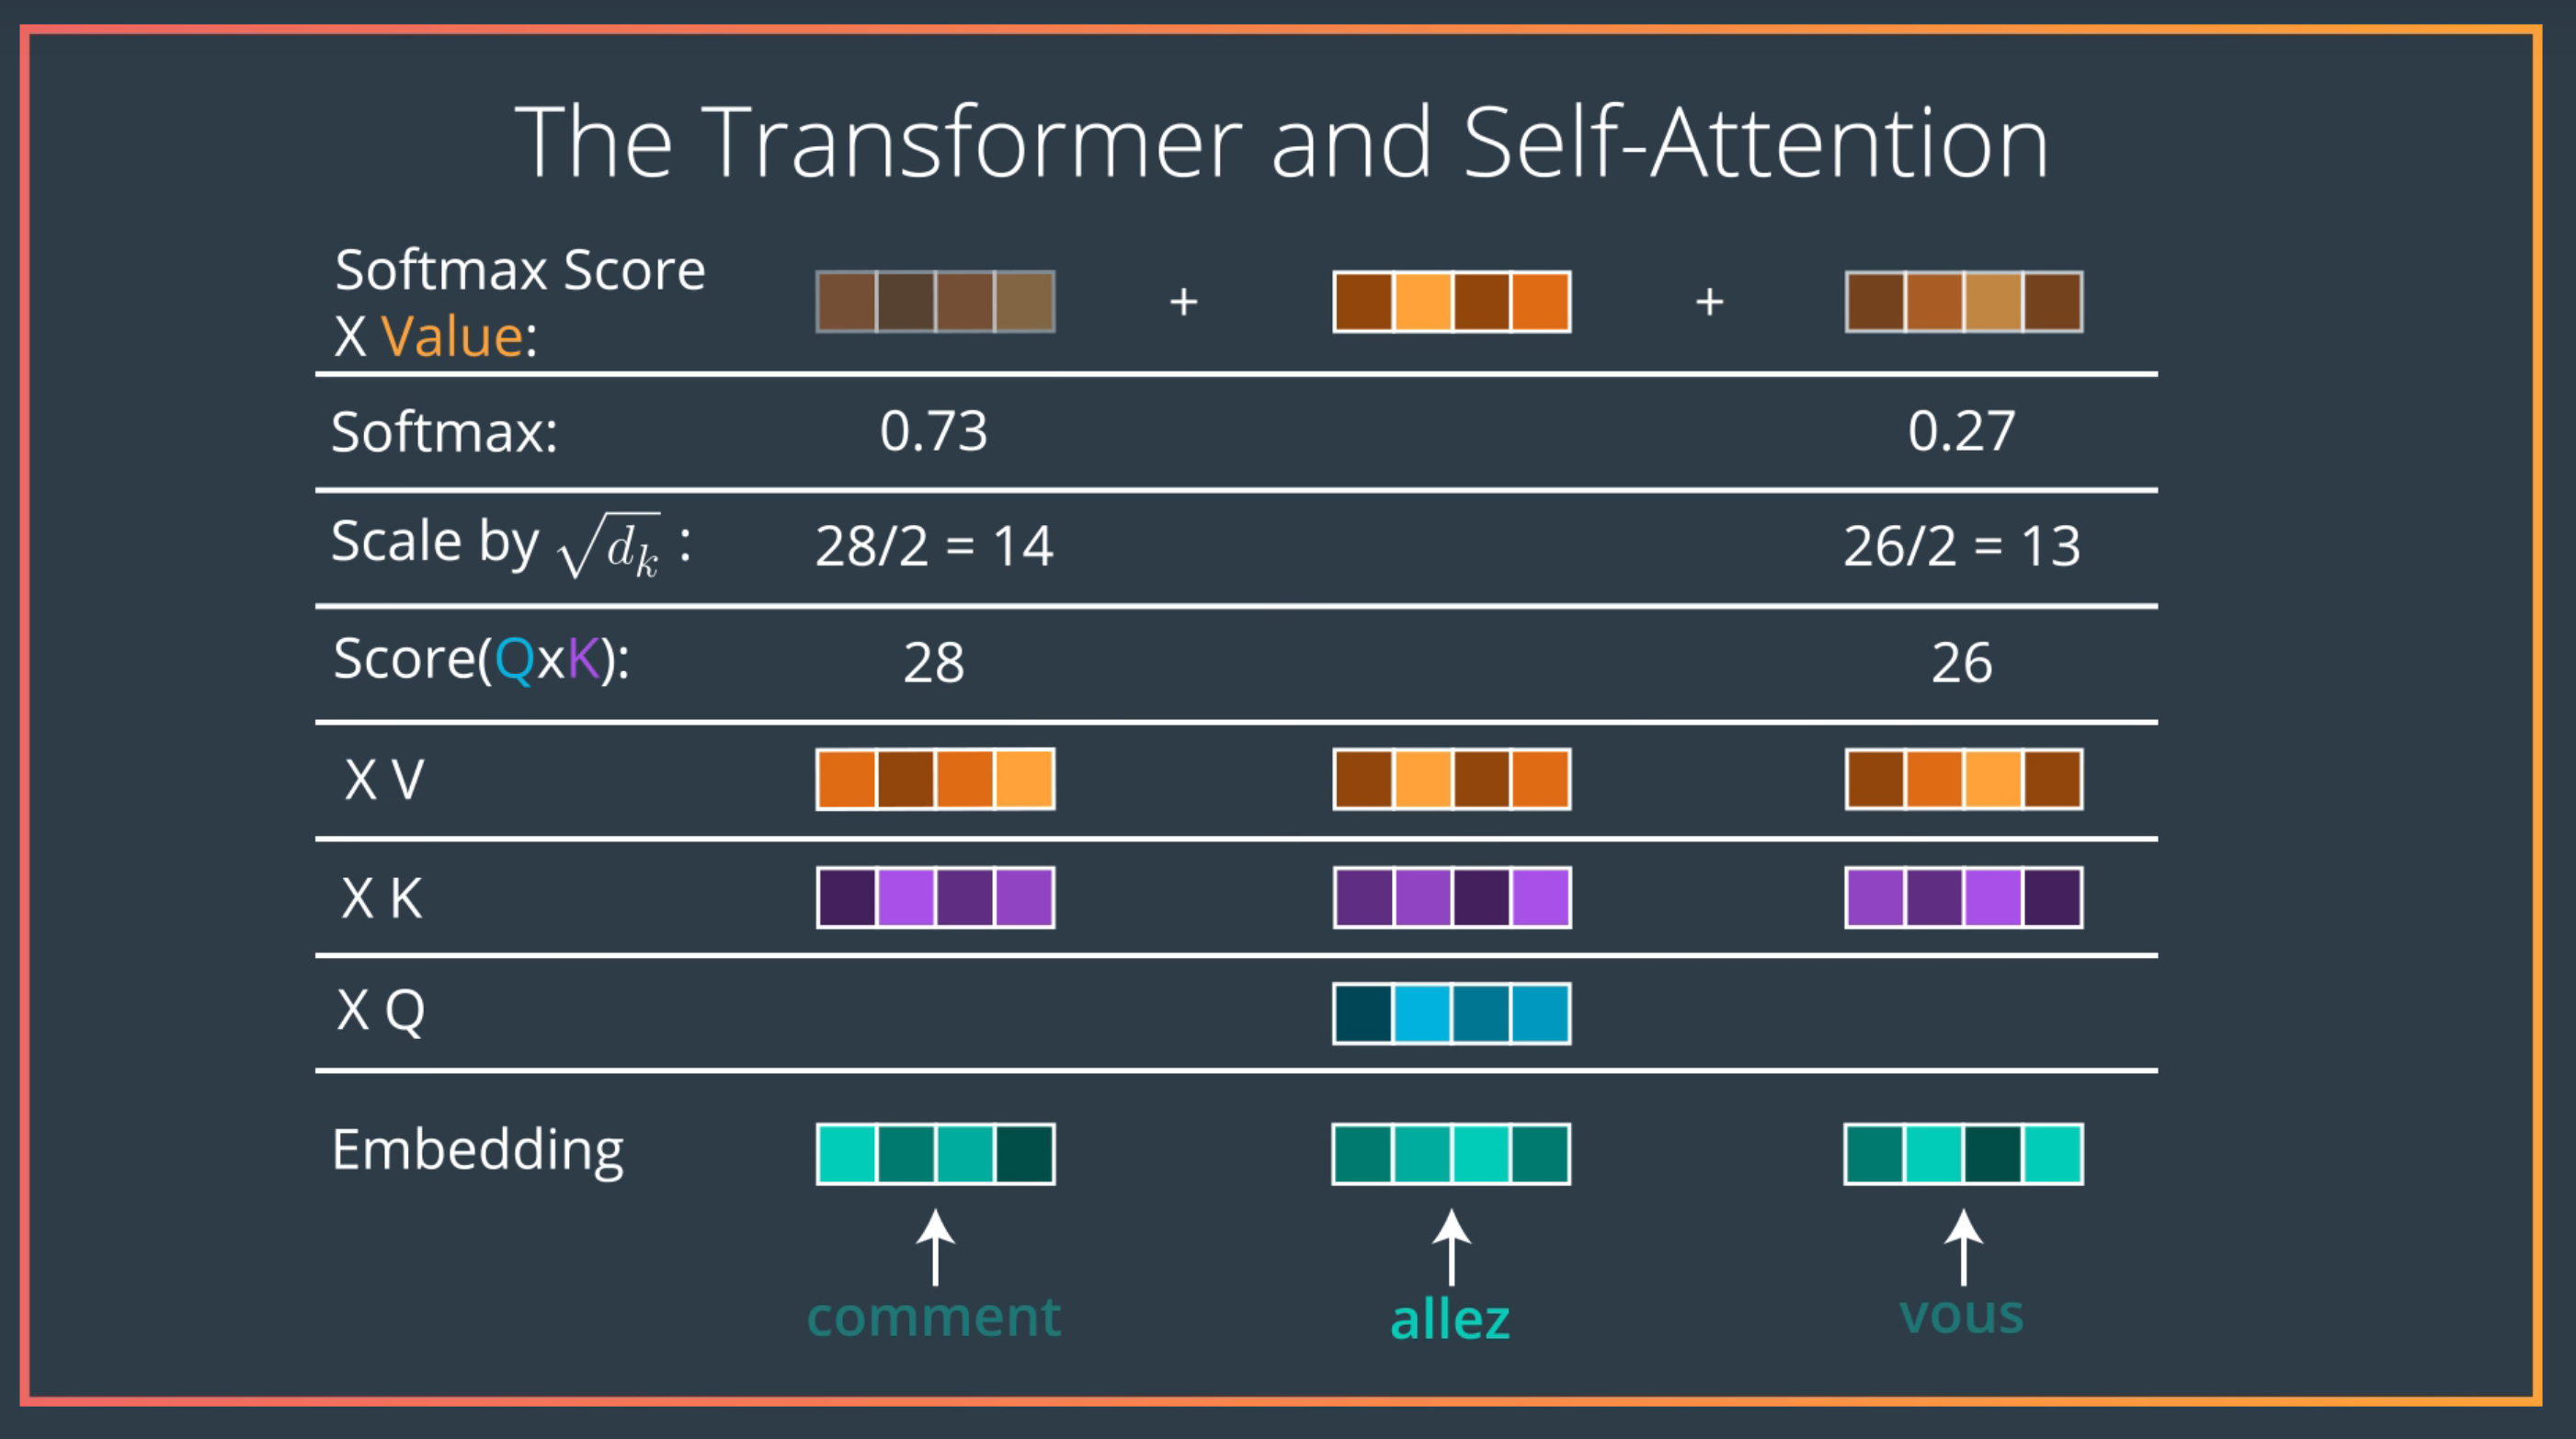 The Transformer and Self-Attention
Softmax Score
X Value:
+ +
Softmax: 0.73 0.27
Scale by √d_k : 28/2 = 14 26/2 = 13
Score(QxK): 28 26
X V
X K
X Q
Embedding
comment allez vous